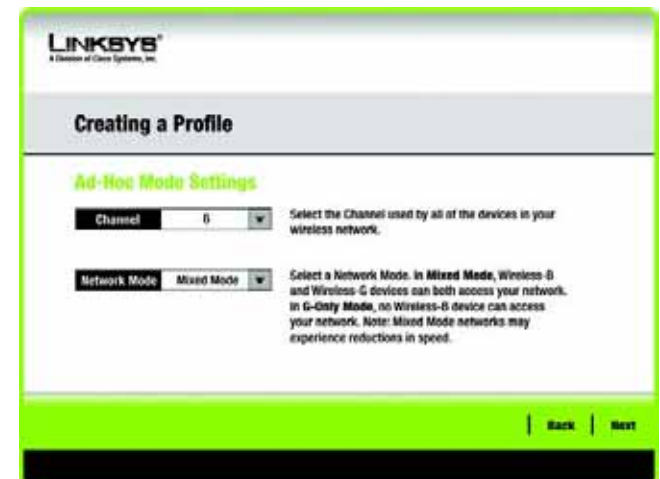 LINKSYS®
A Division of Cisco Systems, Inc.
Creating a Profile
Ad-Hoc Mode Settings
Channel 6
Select the Channel used by all of the devices in your
wireless network.
Network Mode Mixed Mode
Select a Network Mode. In Mixed Mode, Wireless-B
and Wireless-G devices can both access your network.
In G-Only Mode, no Wireless-B device can access
your network. Note: Mixed Mode networks may
experience reductions in speed.
Back Next